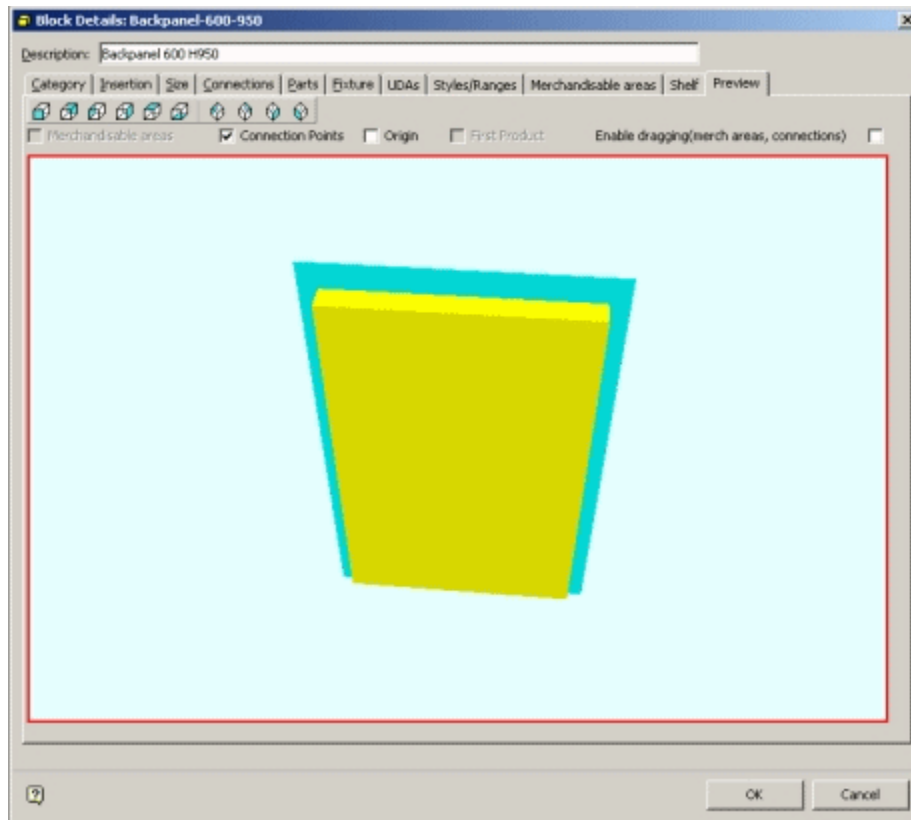 Block Details: Backpanel-600-950
Description: Backpanel 600 H950
Category Insertion Size Connections Parts Fixture UDAs Styles/Ranges Merchandisable areas Shelf Preview
Merchandisable areas Connection Points Origin First Product Enable dragging(merch areas, connections)
OK Cancel